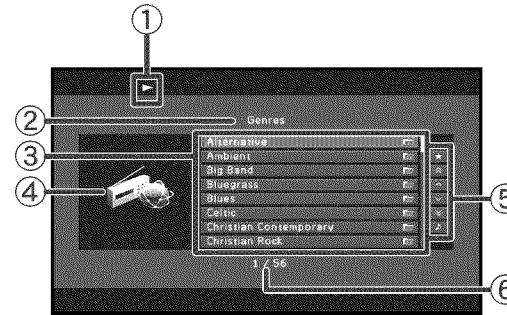 ①
②
Genres
③
Alternative
Ambient
Big Band
Bluegrass
Blues
Celtic
Christian Contemporary
Christian Rock
④
⑤
1 / 56
⑥